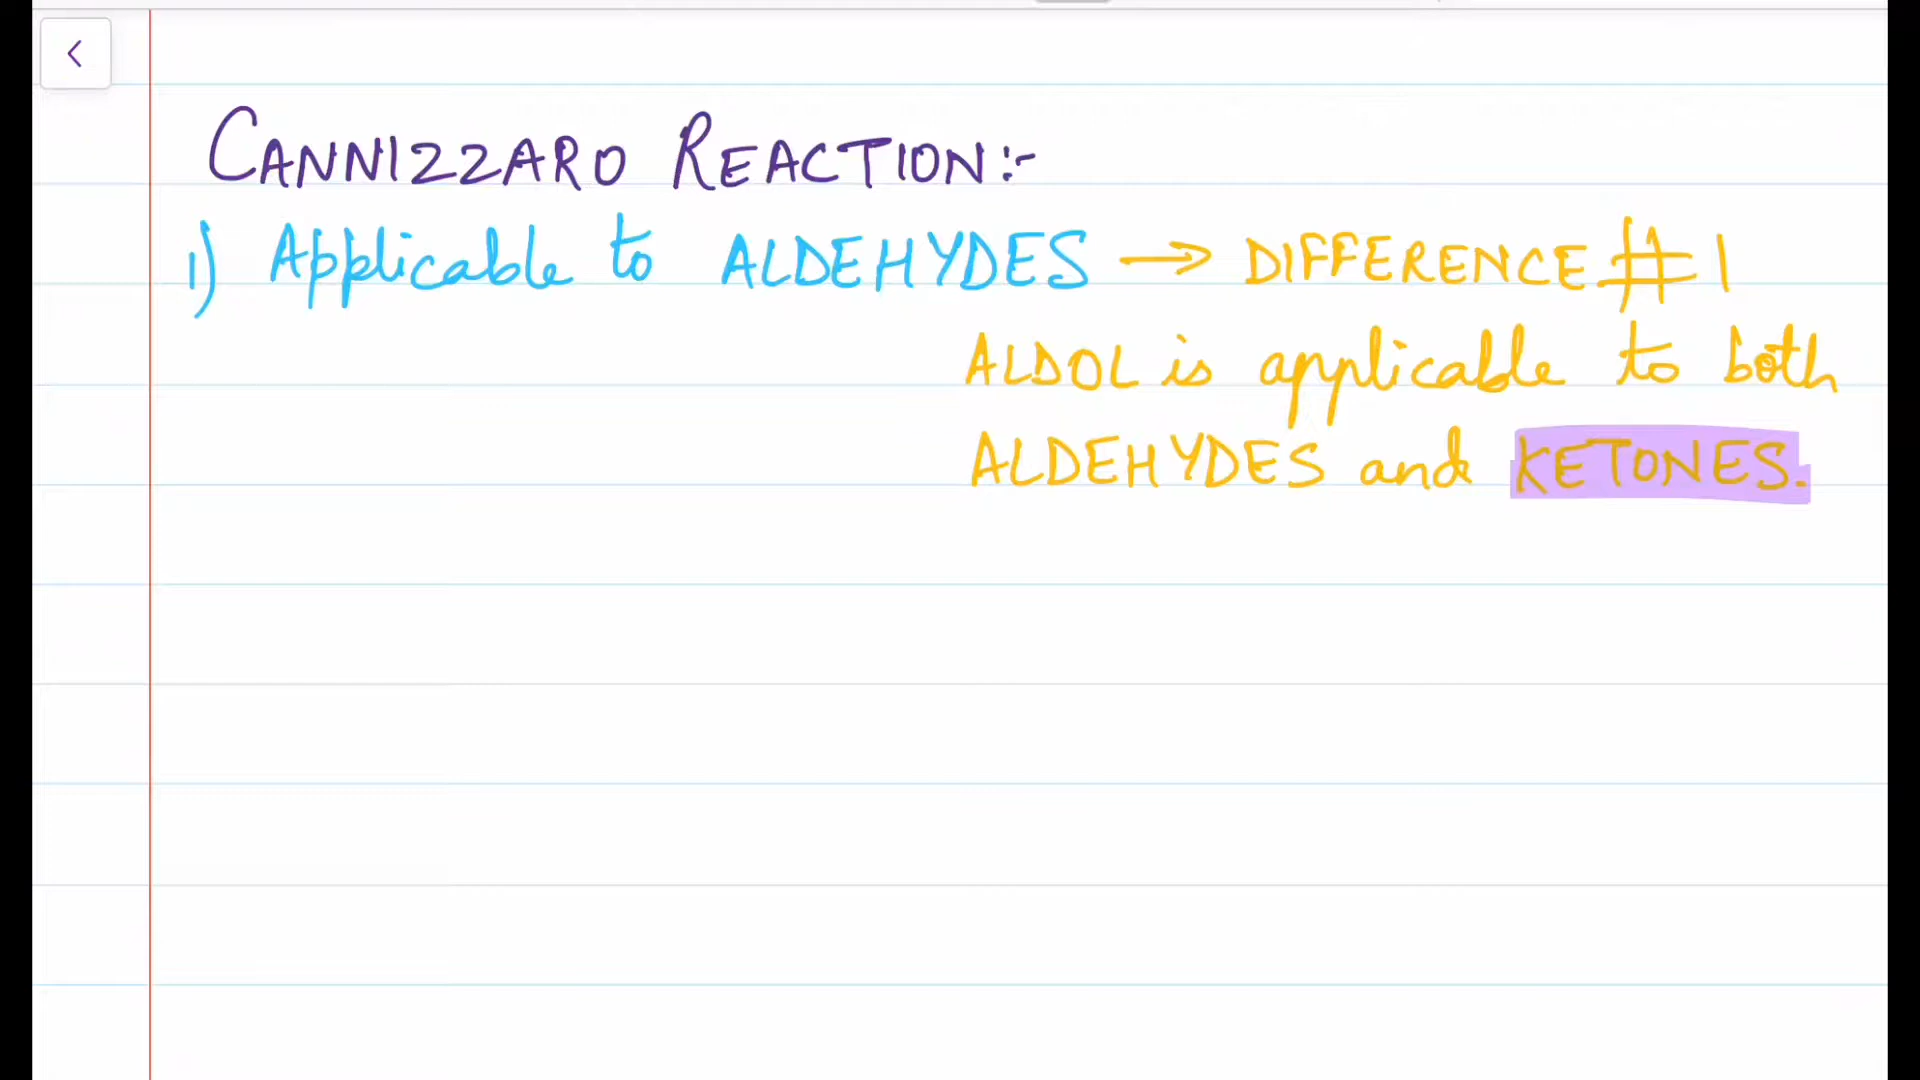 CANNIZZARO REACTION:-
1) Applicable to ALDEHYDES → DIFFERENCE #1
ALDOL is applicable to both
ALDEHYDES and KETONES.